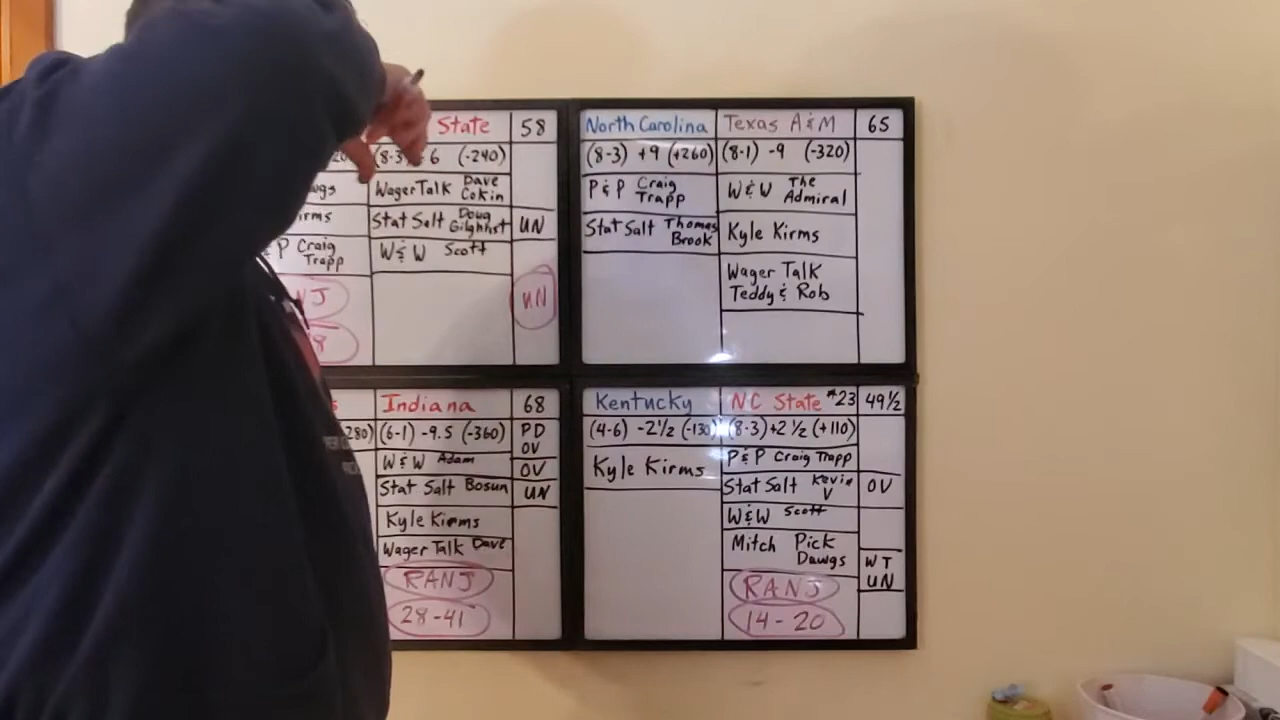 State 58
(8-3) 6 (-240)
Wager Talk Dave Cokin
Stat Salt Doug Gilghhst UN
P Craig Trapp
W & W Scott
UN
North Carolina Texas A & M 65
(8-3) +9 (+260) (8-1) -9 (-320)
P & P Craig Trapp
W & W The Admiral
Stat Salt Thomas Brook
Kyle Kirms
Wager Talk Teddy & Rob
Indiana 68
280) (6-1) -9.5 (-360) PD OV
W & W Adam OV
Stat Salt Bosun UN
Kyle Kirms
Wager Talk Dave
RANJ
28-41
Kentucky NC State #23 49½
(4-6) -2½ (-130) (8-3) +2½ (+110)
Kyle Kirms
P & P Craig Trapp
Stat Salt Kevin V OV
W & W Scott
Mitch Pick Dawgs WT UN
RANJ
14-20